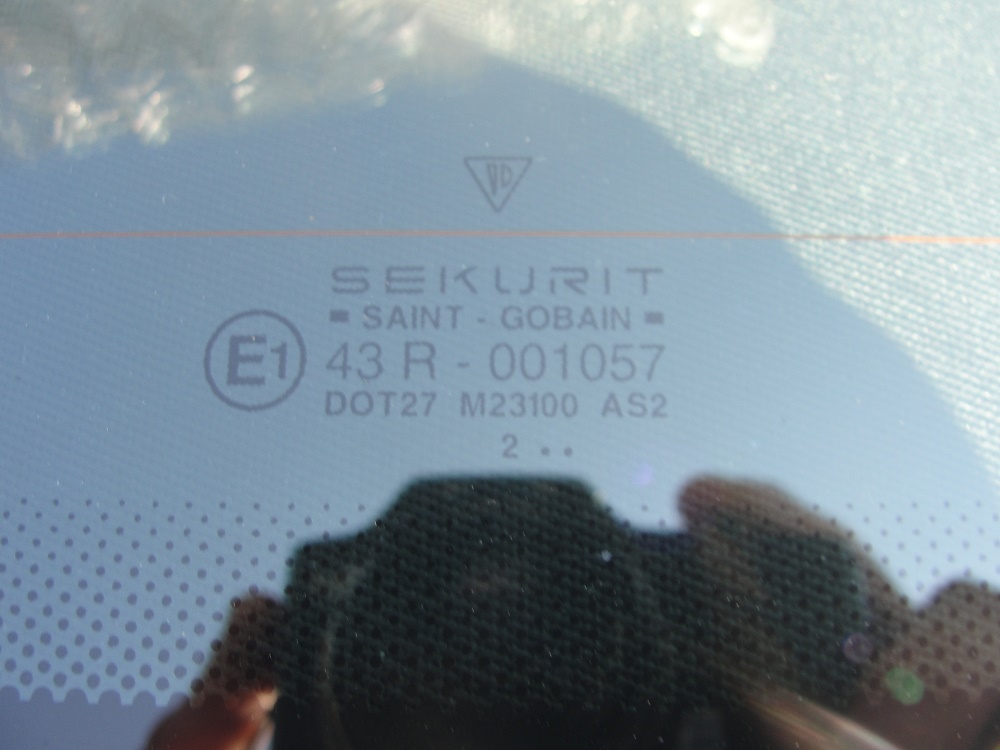 SEKURIT
SAINT - GOBAIN
E1 43 R - 001057
DOT27 M23100 AS2
2 ••